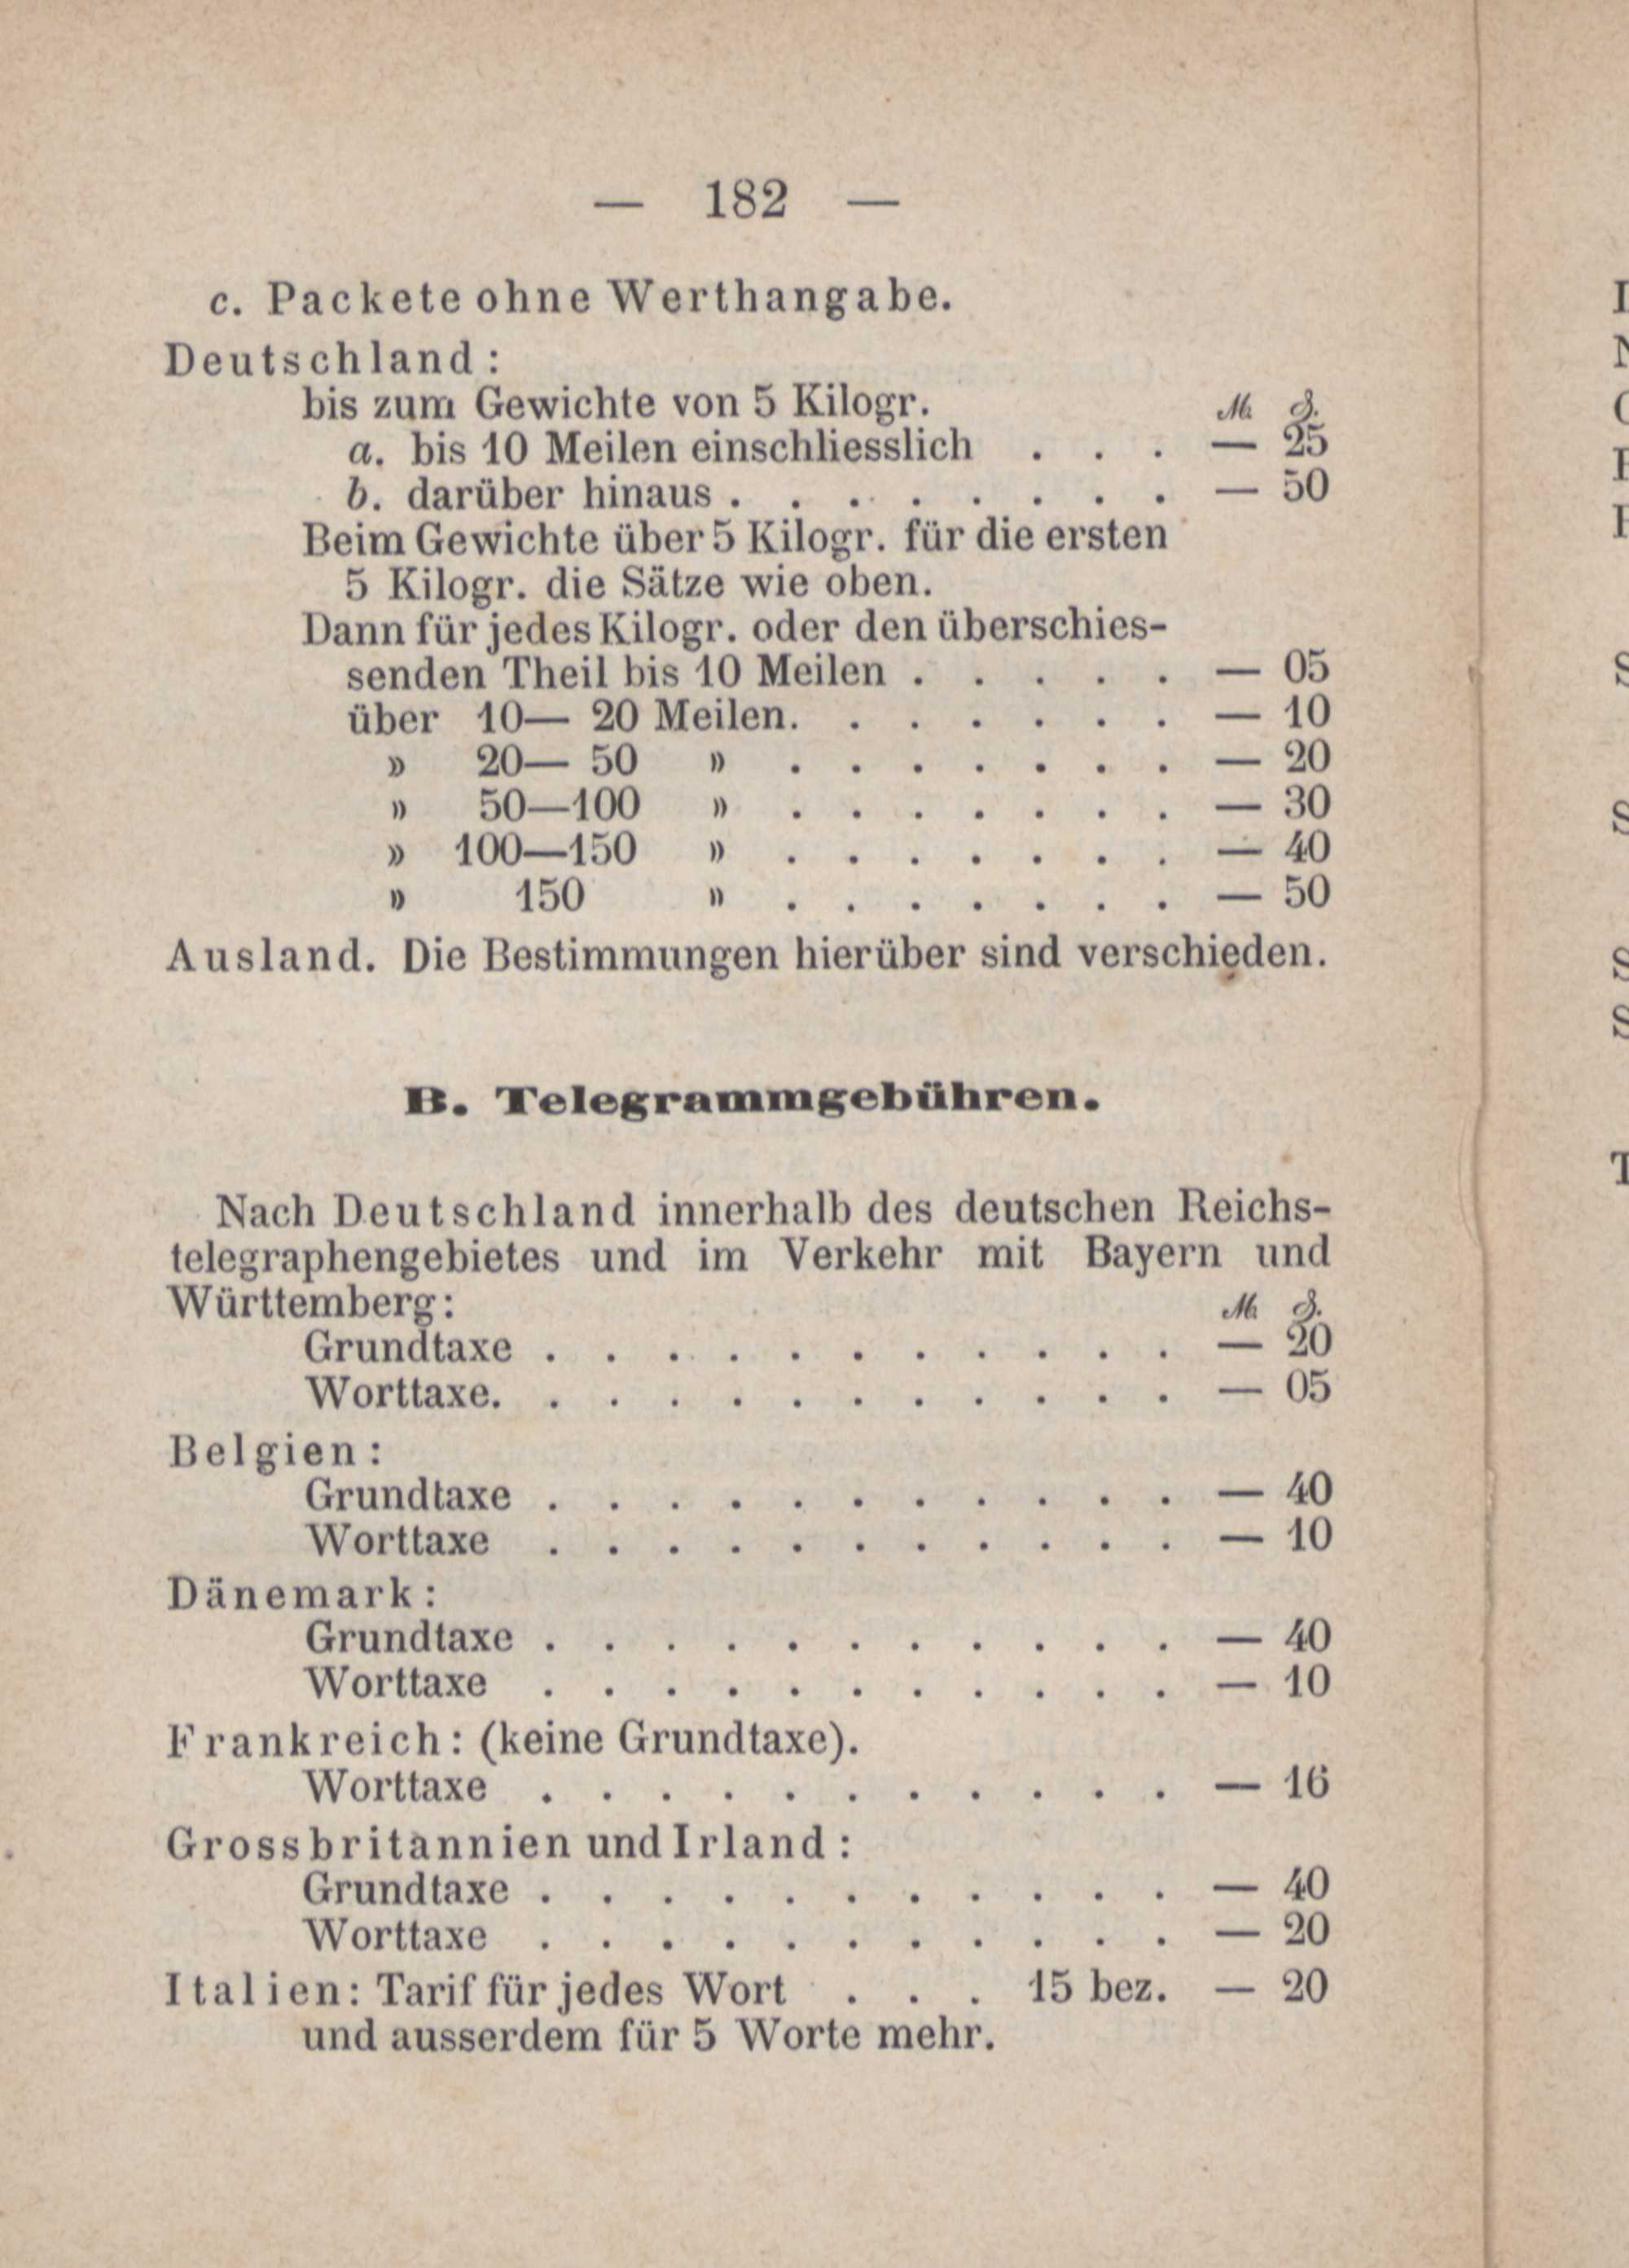 — 182 —
c. Packete ohne Werthangabe.
Deutschland:
bis zum Gewichte von 5 Kilogr. ℳ ₰.
a. bis 10 Meilen einschliesslich . . . — 25
b. darüber hinaus . . . . . . . . — 50
Beim Gewichte über 5 Kilogr. für die ersten
5 Kilogr. die Sätze wie oben.
Dann für jedes Kilogr. oder den überschies-
senden Theil bis 10 Meilen . . . . . — 05
über 10— 20 Meilen. . . . . . . — 10
» 20— 50 » . . . . . . . — 20
» 50—100 » . . . . . . . — 30
» 100—150 » . . . . . . . — 40
» 150 » . . . . . . . — 50
Ausland. Die Bestimmungen hierüber sind verschieden.
B. Telegrammgebühren.
Nach Deutschland innerhalb des deutschen Reichs-
telegraphengebietes und im Verkehr mit Bayern und
Württemberg: ℳ ₰.
Grundtaxe . . . . . . . . . . . — 20
Worttaxe. . . . . . . . . . . . — 05
Belgien:
Grundtaxe . . . . . . . . . . . — 40
Worttaxe . . . . . . . . . . . — 10
Dänemark:
Grundtaxe . . . . . . . . . . . — 40
Worttaxe . . . . . . . . . . . — 10
Frankreich: (keine Grundtaxe).
Worttaxe . . . . . . . . . . . — 16
Grossbritannien und Irland:
Grundtaxe . . . . . . . . . . . — 40
Worttaxe . . . . . . . . . . . — 20
Italien: Tarif für jedes Wort . . . 15 bez. — 20
und ausserdem für 5 Worte mehr.